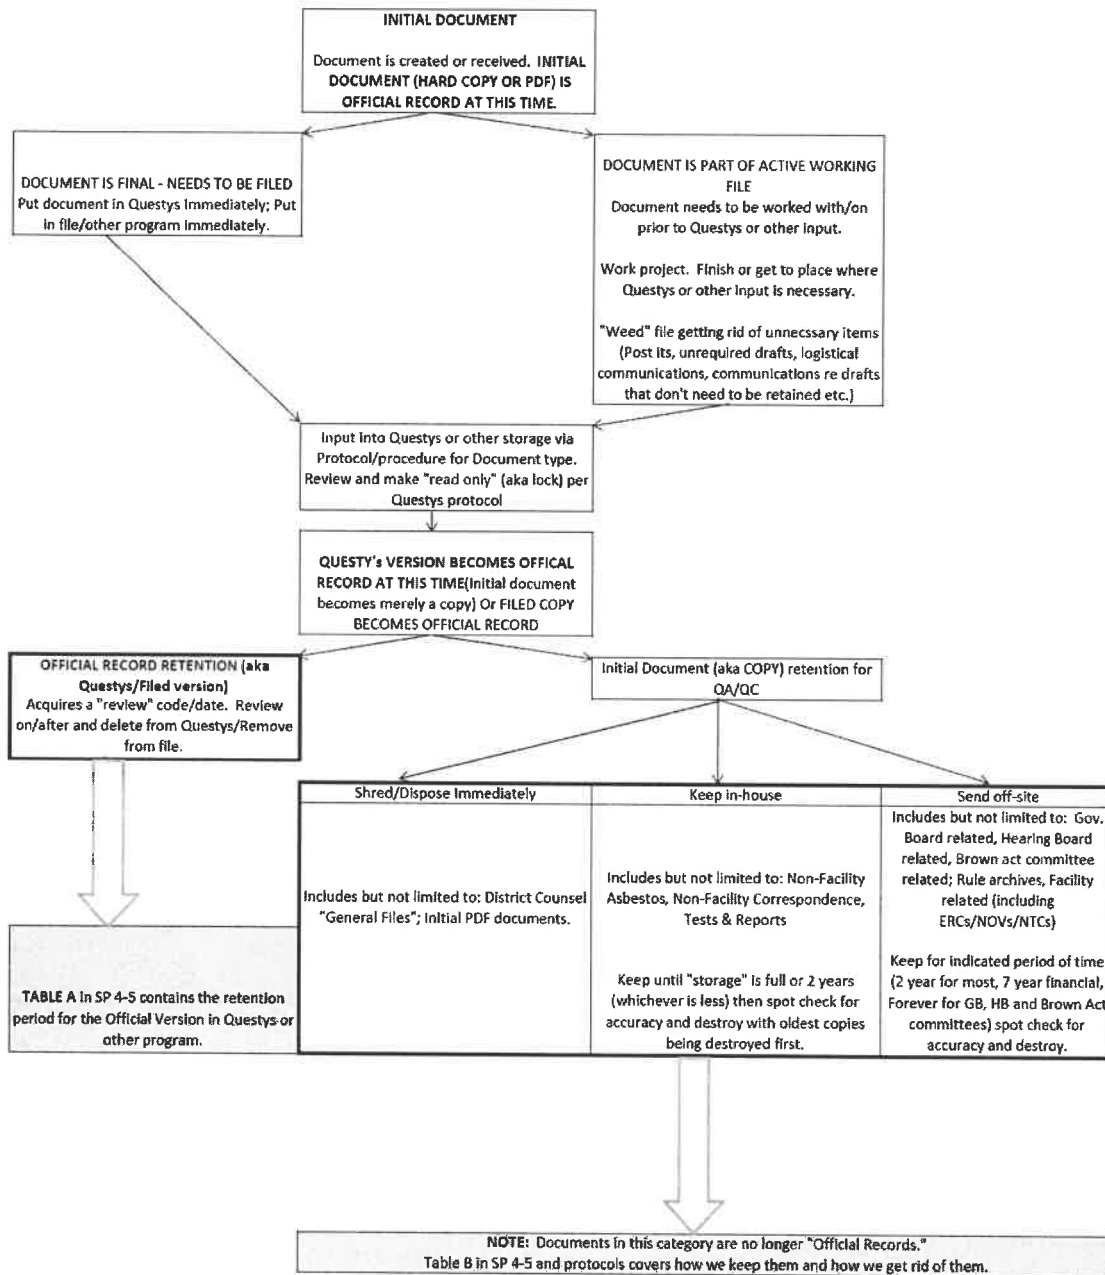 INITIAL DOCUMENT
Document is created or received. INITIAL
DOCUMENT (HARD COPY OR PDF) IS
OFFICIAL RECORD AT THIS TIME.
DOCUMENT IS FINAL - NEEDS TO BE FILED
Put document in Questys Immediately; Put
in file/other program immediately.
DOCUMENT IS PART OF ACTIVE WORKING
FILE
Document needs to be worked with/on
prior to Questys or other input.
Work project. Finish or get to place where
Questys or other input is necessary.
"Weed" file getting rid of unnecssary items
(Post its, unrequired drafts, logistical
communications, communications re drafts
that don't need to be retained etc.)
Input into Questys or other storage via
Protocol/procedure for Document type.
Review and make "read only" (aka lock) per
Questys protocol
QUESTY's VERSION BECOMES OFFICAL
RECORD AT THIS TIME(Initial document
becomes merely a copy) Or FILED COPY
BECOMES OFFICIAL RECORD
OFFICIAL RECORD RETENTION (aka
Questys/Filed version)
Acquires a "review" code/date. Review
on/after and delete from Questys/Remove
from file.
Initial Document (aka COPY) retention for
QA/QC
TABLE A in SP 4-5 contains the retention
period for the Official Version in Questys or
other program.
Shred/Dispose Immediately
Includes but not limited to: District Counsel
"General Files"; Initial PDF documents.
Keep in-house
Includes but not limited to: Non-Facility
Asbestos, Non-Facility Correspondence,
Tests & Reports
Keep until "storage" is full or 2 years
(whichever is less) then spot check for
accuracy and destroy with oldest copies
being destroyed first.
Send off-site
Includes but not limited to: Gov.
Board related, Hearing Board
related, Brown act committee
related; Rule archives, Facility
related (including
ERCs/NOVs/NTCs)
Keep for indicated period of time
(2 year for most, 7 year financial,
Forever for GB, HB and Brown Act
committees) spot check for
accuracy and destroy.
NOTE: Documents in this category are no longer "Official Records."
Table B in SP 4-5 and protocols covers how we keep them and how we get rid of them.